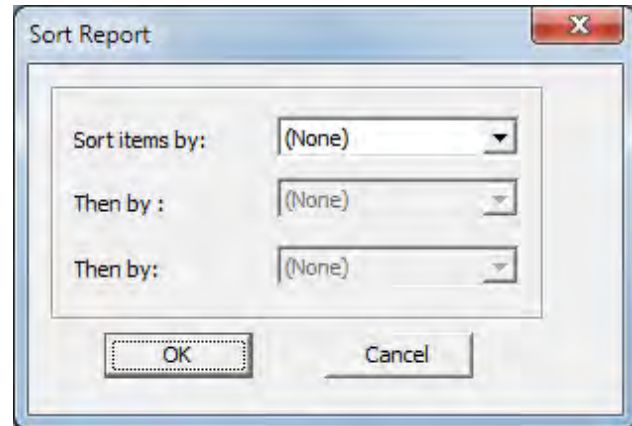 Sort Report
Sort items by: (None)
Then by : (None)
Then by: (None)
OK Cancel